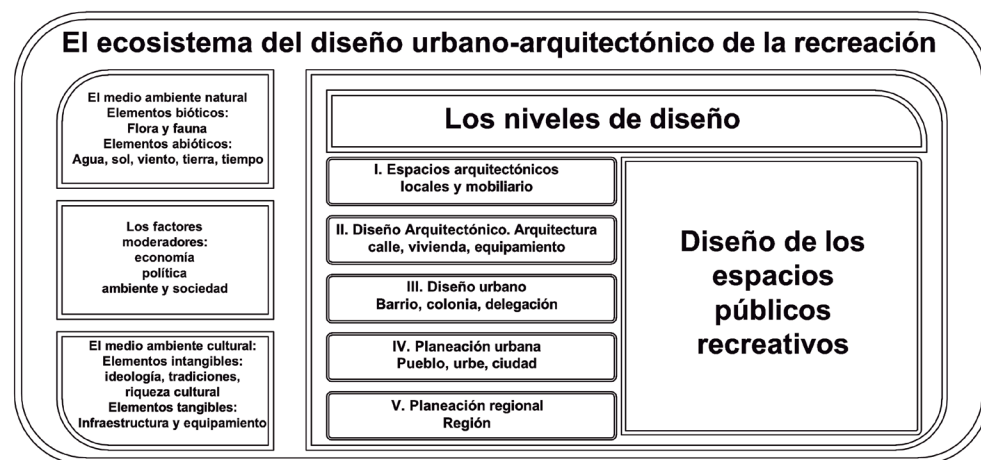 El ecosistema del diseño urbano-arquitectónico de la recreación
El medio ambiente natural
Elementos bióticos:
Flora y fauna
Elementos abióticos:
Agua, sol, viento, tierra, tiempo
Los factores
moderadores:
economía
política
ambiente y sociedad
El medio ambiente cultural:
Elementos intangibles:
ideología, tradiciones,
riqueza cultural
Elementos tangibles:
Infraestructura y equipamiento
Los niveles de diseño
I. Espacios arquitectónicos
locales y mobiliario
II. Diseño Arquitectónico. Arquitectura
calle, vivienda, equipamiento
III. Diseño urbano
Barrio, colonia, delegación
IV. Planeación urbana
Pueblo, urbe, ciudad
V. Planeación regional
Región
Diseño de los
espacios
públicos
recreativos